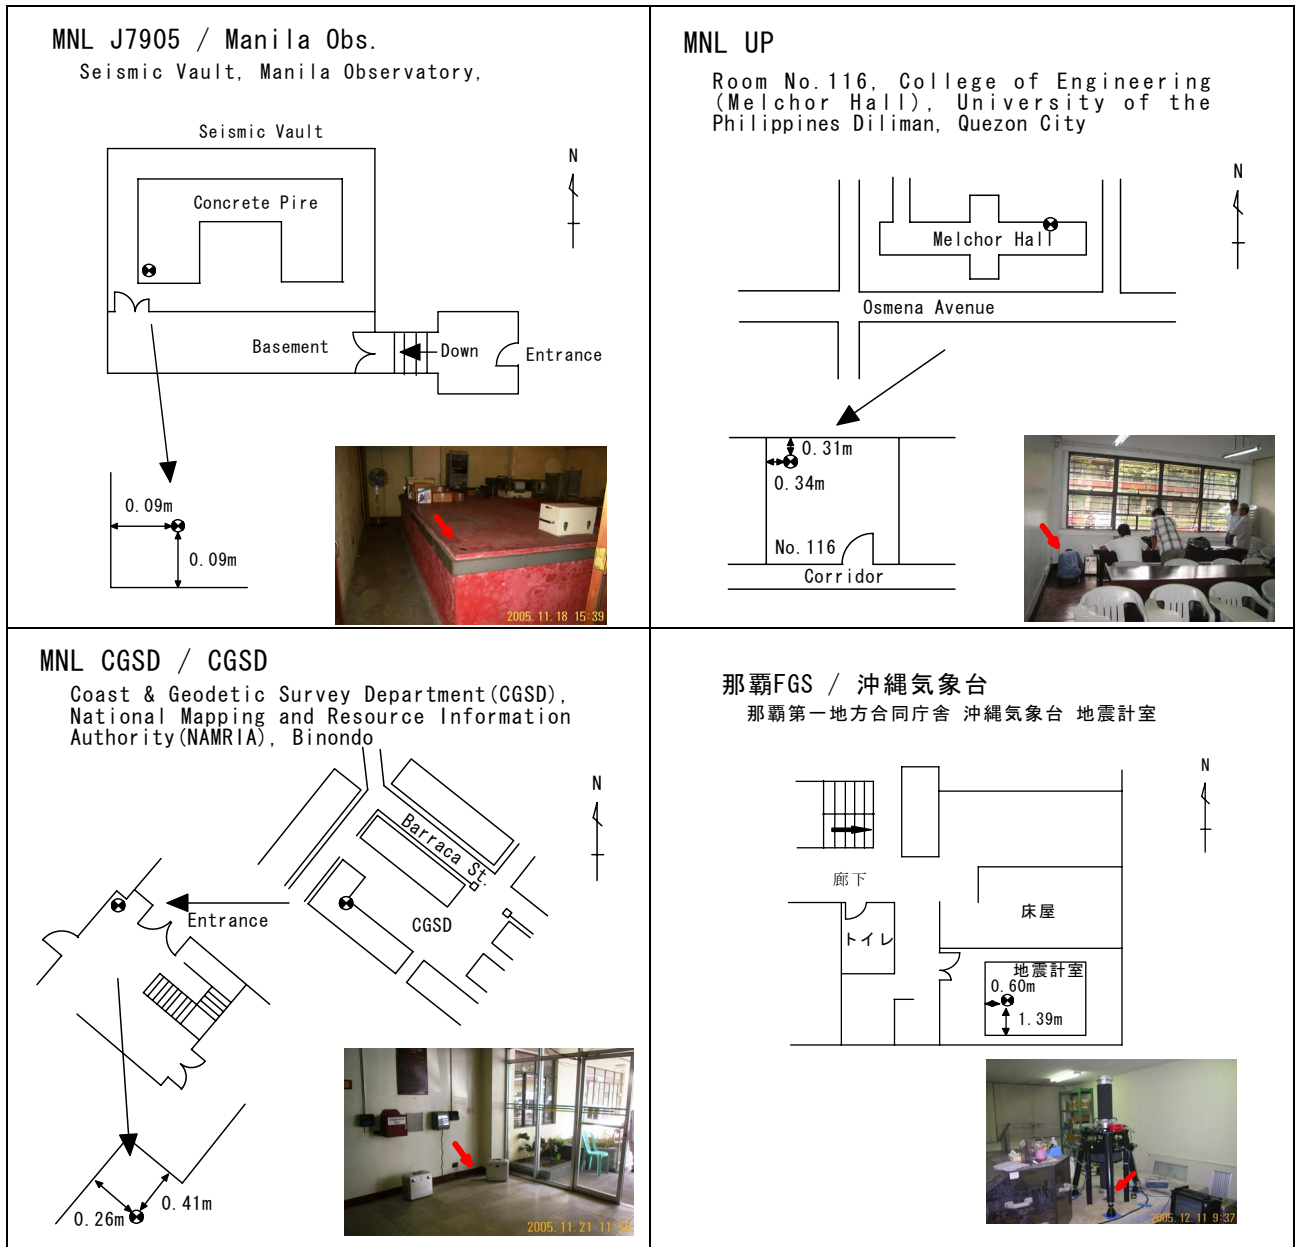 MNL J7905 / Manila Obs.
Seismic Vault, Manila Observatory,
Seismic Vault
N
Concrete Pire
Basement
Down
Entrance
0.09m
0.09m
2005.11.18 15:39
MNL UP
Room No.116, College of Engineering
(Melchor Hall), University of the
Philippines Diliman, Quezon City
N
Melchor Hall
Osmena Avenue
0.31m
0.34m
No.116
Corridor
MNL CGSD / CGSD
Coast & Geodetic Survey Department(CGSD),
National Mapping and Resource Information
Authority(NAMRIA), Binondo
N
Barraca St.
Entrance
CGSD
0.41m
0.26m
2005.11.21 11:56
那覇FGS / 沖縄気象台
那覇第一地方合同庁舎 沖縄気象台 地震計室
N
廊下
床屋
トイレ
地震計室
0.60m
1.39m
2005.12.11 9:37